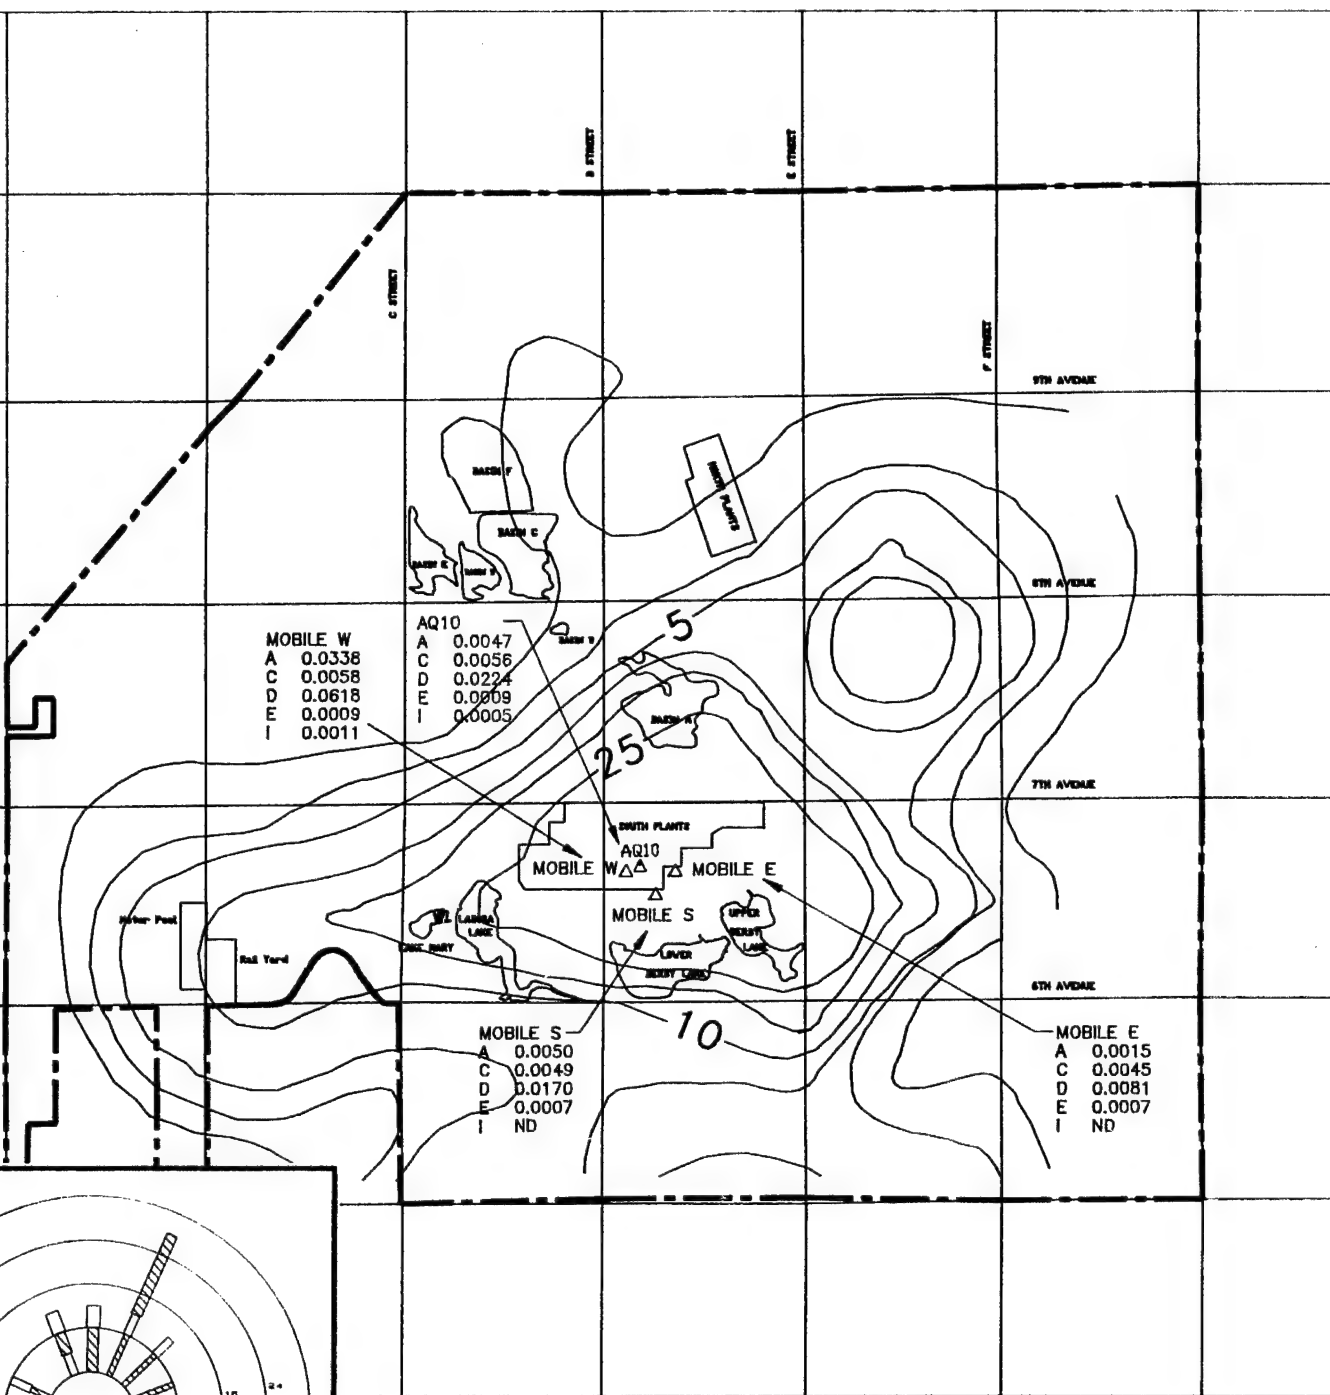 D STREET
E STREET
C STREET
F STREET
9TH AVENUE
BASIN F
NORTH PLANTS
BASIN C
8TH AVENUE
AQ10
A 0.0047
C 0.0056
D 0.0224
E 0.0009
I 0.0005
MOBILE W
A 0.0338
C 0.0058
D 0.0618
E 0.0009
I 0.0011
5
BASIN A
25
7TH AVENUE
SOUTH PLANTS
AQ10
MOBILE W
MOBILE E
MOBILE S
Motor Pool
LADORA
LAKE
LAKE MARY
UPPER
DERBY
LAKE
Rail Yard
LOWER
DERBY LAKE
6TH AVENUE
10
MOBILE S
A 0.0050
C 0.0049
D 0.0170
E 0.0007
I ND
MOBILE E
A 0.0015
C 0.0045
D 0.0081
E 0.0007
I ND
24